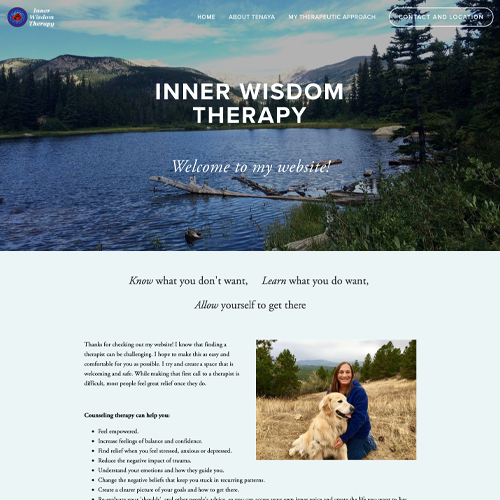 Inner
Wisdom
Therapy
HOME
ABOUT TENAYA
MY THERAPEUTIC APPROACH
CONTACT AND LOCATION
INNER WISDOM
THERAPY
Welcome to my website!
Know what you don't want, Learn what you do want,
Allow yourself to get there
Thanks for checking out my website! I know that finding a
therapist can be challenging. I hope to make this as easy and
comfortable for you as possible. I try and create a space that is
welcoming and safe. While making that first call to a therapist is
difficult, most people feel great relief once they do.
Counseling therapy can help you:
Feel empowered.
Increase feelings of balance and confidence.
Find relief when you feel stressed, anxious or depressed.
Reduce the negative impact of trauma.
Understand your emotions and how they guide you.
Change the negative beliefs that keep you stuck in recurring patterns.
Create a clearer picture of your goals and how to get there.